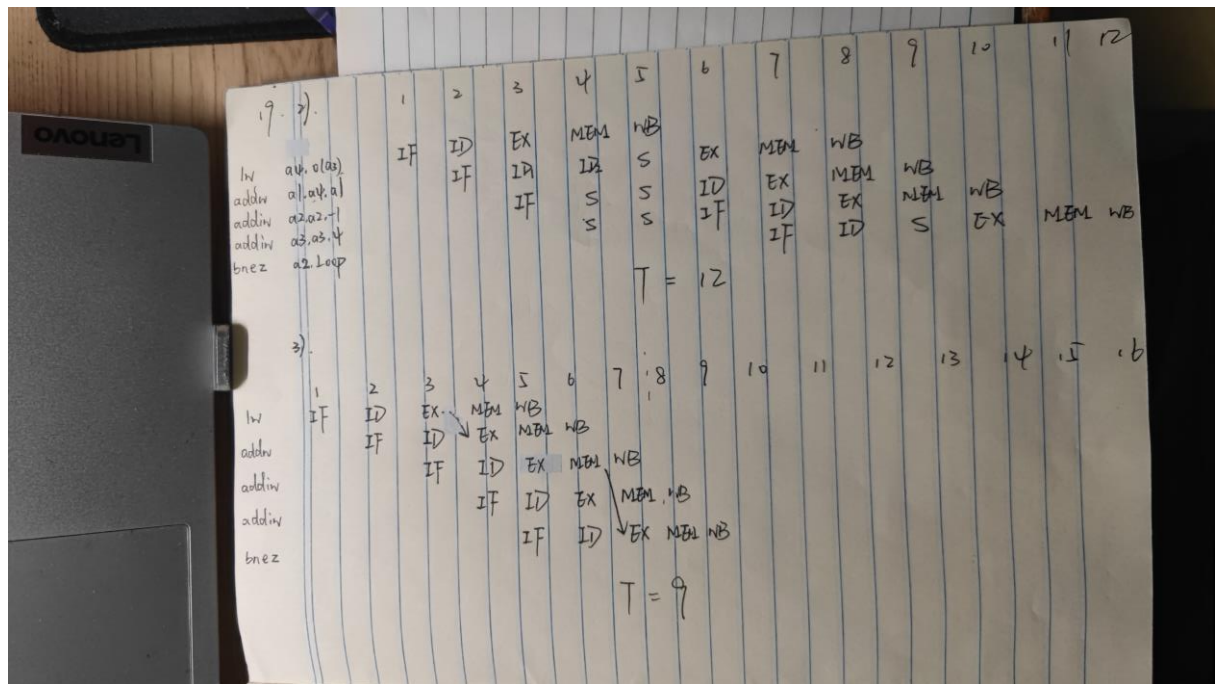 Lenovo
19. 2). 1 2 3 4 5 6 7 8 9 10 11 12
lw a4, 0(a3) IF ID EX MEM WB
addw a1, a4, a1 IF ID ID S EX MEM WB
addiw a2, a2, -1 IF S S ID EX MEM WB
addiw a3, a3, 4 S S IF ID EX MEM WB
bnez a2, Loop IF ID S EX MEM WB
T = 12
3).
1 2 3 4 5 6 7 8 9 10 11 12 13 14 15 16
lw IF ID EX MEM WB
addw IF ID EX MEM WB
addiw IF ID EX MEM WB
addiw IF ID EX MEM WB
bnez IF ID EX MEM WB
T = 9